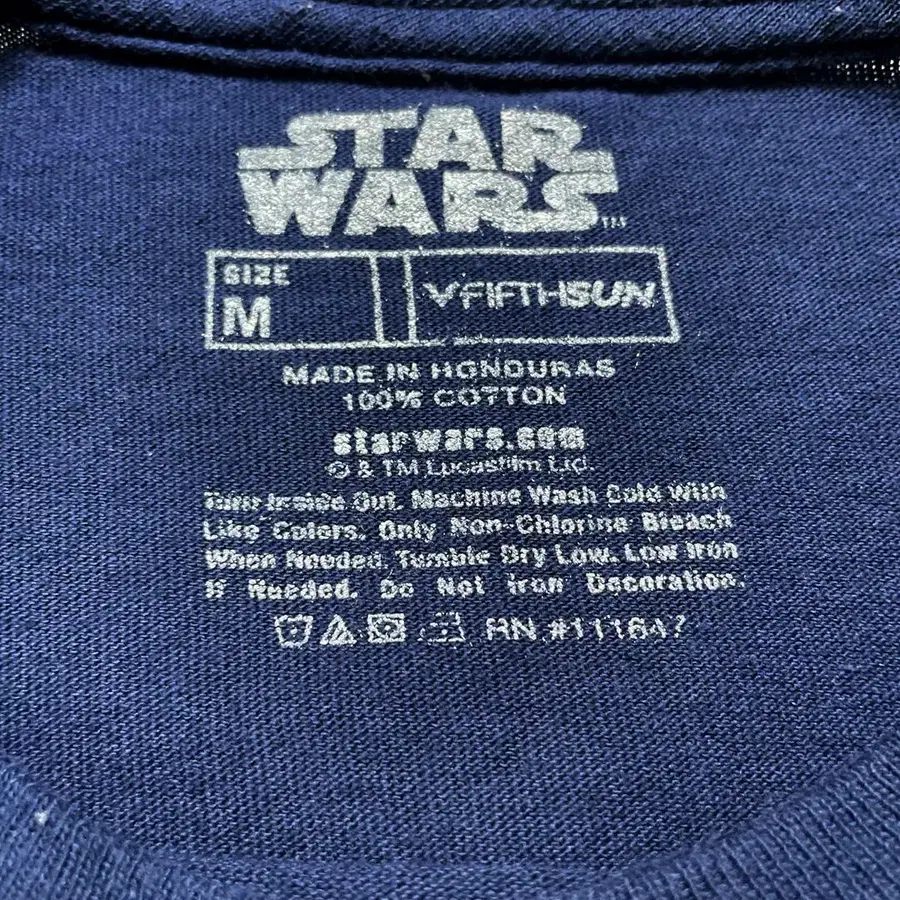 STAR
WARS™
SIZE
M
FIFTHSUN
MADE IN HONDURAS
100% COTTON
starwars.com
© & TM Lucasfilm Ltd.
Turn Inside Out. Machine Wash Cold With
Like Colors. Only Non-Chlorine Bleach
When Needed. Tumble Dry Low. Low Iron
If Needed. Do Not Iron Decoration.
RN #111647